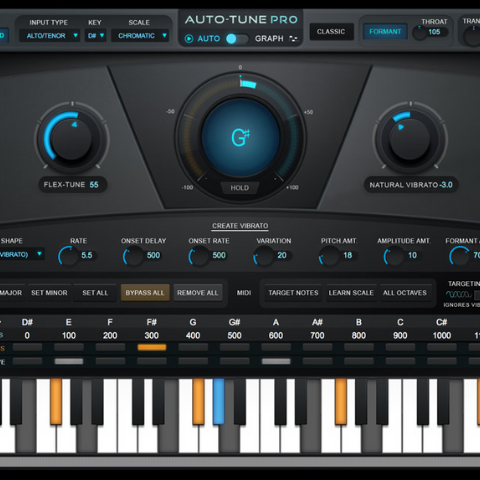 INPUT TYPE KEY SCALE AUTO-TUNE PRO THROAT TRAN
ALTO/TENOR D# CHROMATIC AUTO GRAPH CLASSIC FORMANT 105
0
-50 +50
G#
-100 HOLD +100
FLEX-TUNE 55 NATURAL VIBRATO -3.0
CREATE VIBRATO
SHAPE RATE ONSET DELAY ONSET RATE VARIATION PITCH AMT. AMPLITUDE AMT. FORMANT A
VIBRATO) 5.5 500 500 20 18 10 70
TARGETIN
MAJOR SET MINOR SET ALL BYPASS ALL REMOVE ALL MIDI TARGET NOTES LEARN SCALE ALL OCTAVES
IGNORES VIB
D# E F F# G G# A A# B C C#
0 100 200 300 400 500 600 700 800 900 1000 11